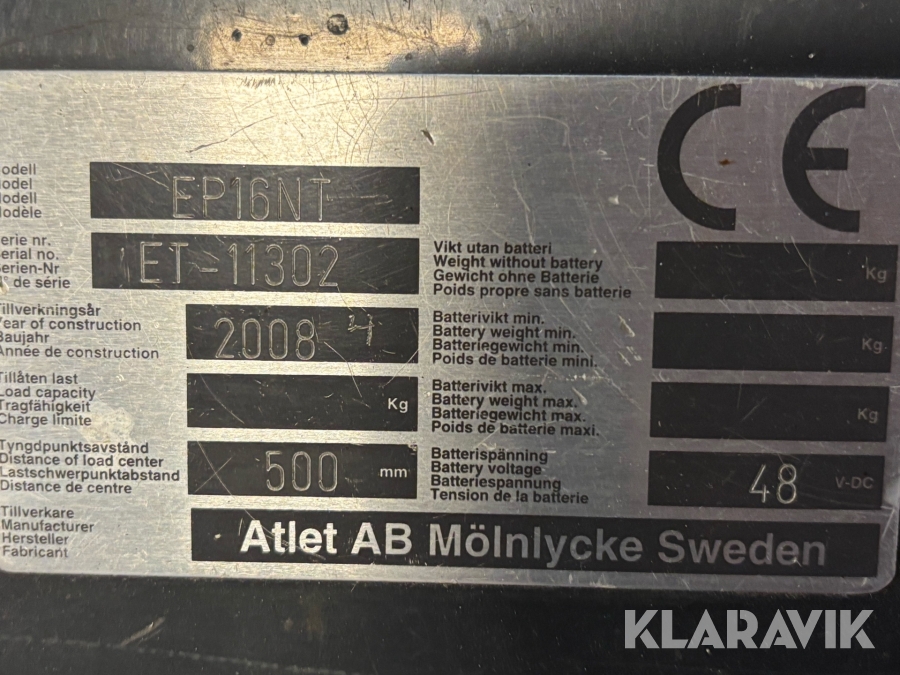 CE
odell
odel
odell
odèle
EP16NT
erie nr.
erial no.
erien-Nr
° de série
ET-11302
Tillverkningsår
Year of construction
Baujahr
Année de construction
2008 4
Tillåten last
Load capacity
Tragfähigkeit
Charge limite
Kg
Tyngdpunktsavstånd
Distance of load center
Lastschwerpunktabstand
Distance de centre
500 mm
Vikt utan batteri
Weight without battery
Gewicht ohne Batterie
Poids propre sans batterie
Kg
Batterivikt min.
Battery weight min.
Batteriegewicht min.
Poids de batterie mini.
Kg
Batterivikt max.
Battery weight max.
Batteriegewicht max.
Poids de batterie maxi.
Kg
Batterispänning
Battery voltage
Batteriespannung
Tension de la batterie
48 V-DC
Tillverkare
Manufacturer
Hersteller
Fabricant
Atlet AB Mölnlycke Sweden
KLARAVIK